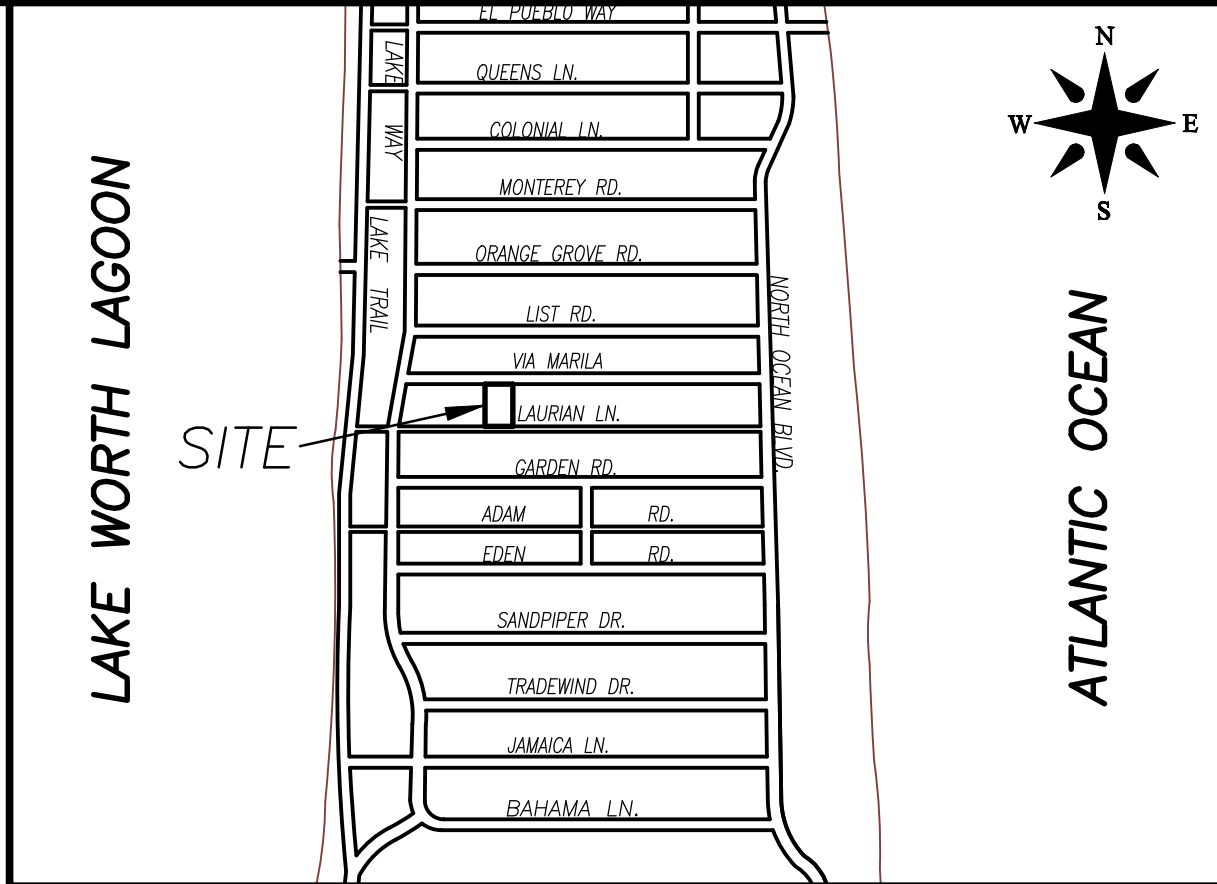 EL PUEBLO WAY
LAKE WAY
QUEENS LN.
COLONIAL LN.
MONTEREY RD.
LAKE TRAIL
ORANGE GROVE RD.
LIST RD.
VIA MARILA
LAURIAN LN.
SITE
GARDEN RD.
ADAM RD.
EDEN RD.
SANDPIPER DR.
TRADEWIND DR.
JAMAICA LN.
BAHAMA LN.
NORTH OCEAN BLVD.
LAKE WORTH LAGOON
ATLANTIC OCEAN
N
W
E
S